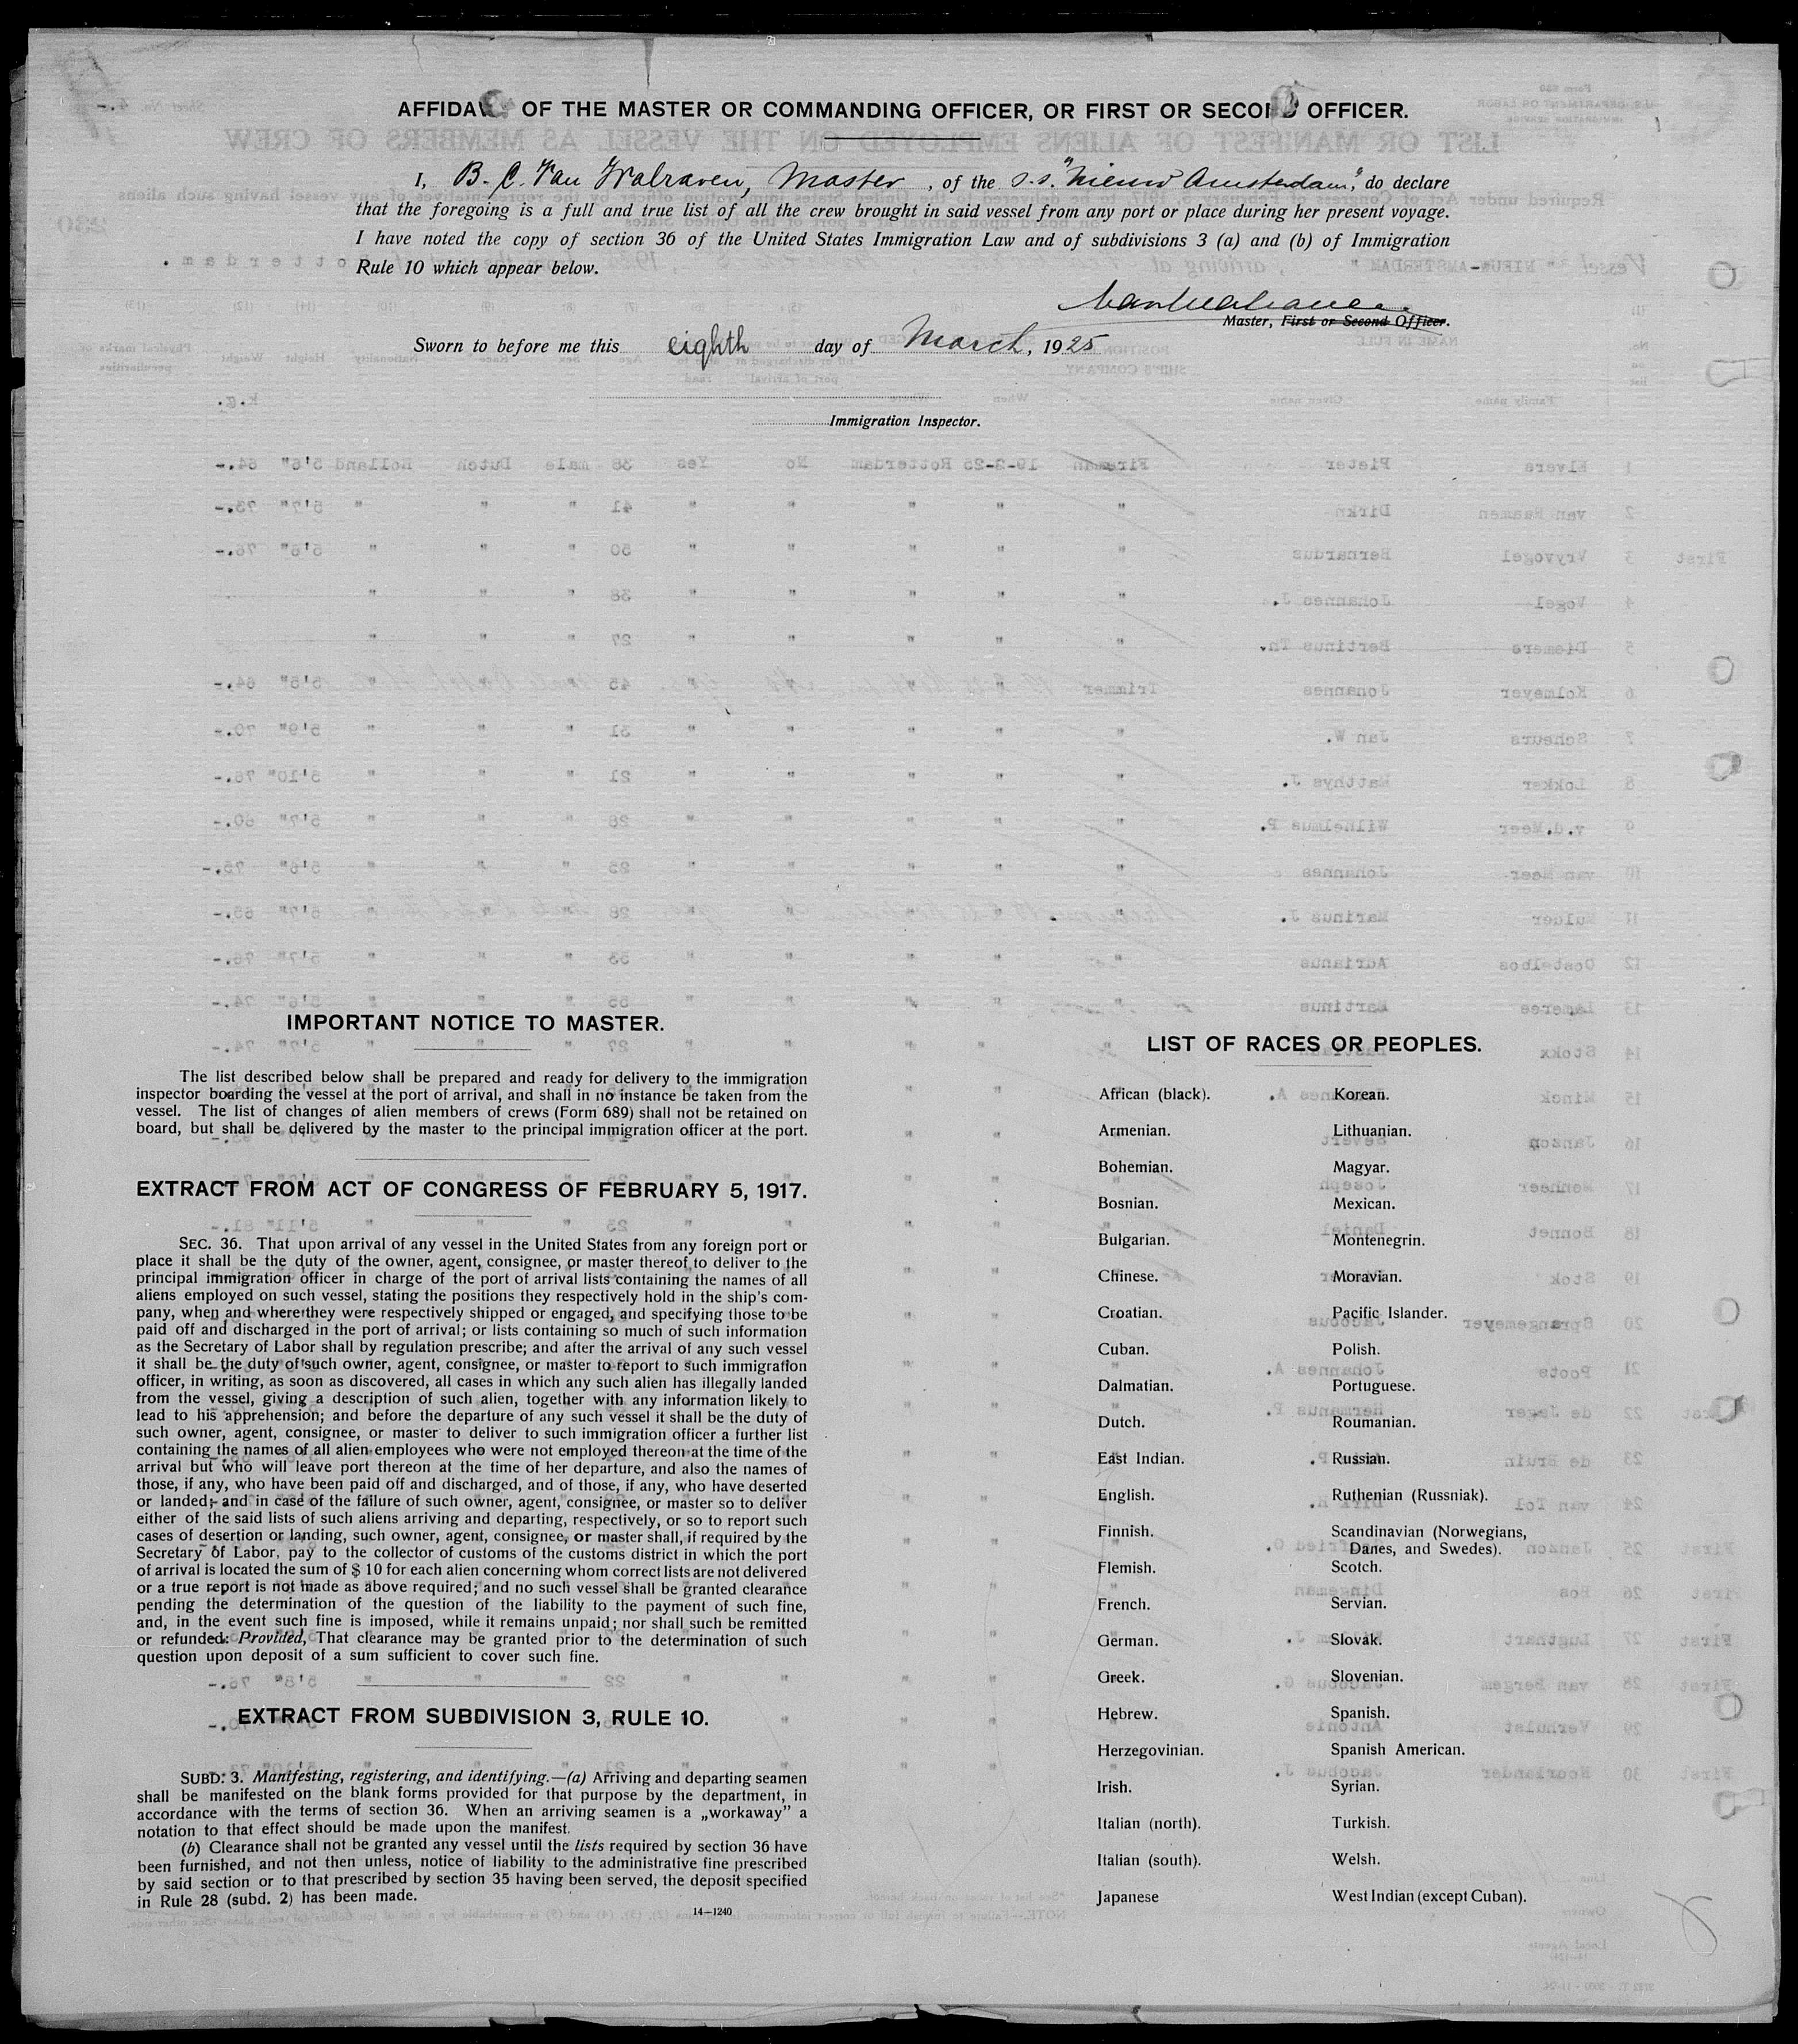 AFFIDA OF THE MASTER OR COMMANDING OFFICER, OR FIRST OR SECO OFFICER.
I, B. C. Van Walraven, Master, of the s.s. "Nieuw Amsterdam", do declare
that the foregoing is a full and true list of all the crew brought in said vessel from any port or place during her present voyage.
I have noted the copy of section 36 of the United States Immigration Law and of subdivisions 3 (a) and (b) of Immigration
Rule 10 which appear below.
Master, First or Second Officer.
Sworn to before me this eighth day of March, 1925
Immigration Inspector.
IMPORTANT NOTICE TO MASTER.
The list described below shall be prepared and ready for delivery to the immigration
inspector boarding the vessel at the port of arrival, and shall in no instance be taken from the
vessel. The list of changes of alien members of crews (Form 689) shall not be retained on
board, but shall be delivered by the master to the principal immigration officer at the port.
EXTRACT FROM ACT OF CONGRESS OF FEBRUARY 5, 1917.
SEC. 36. That upon arrival of any vessel in the United States from any foreign port or
place it shall be the duty of the owner, agent, consignee, or master thereof to deliver to the
principal immigration officer in charge of the port of arrival lists containing the names of all
aliens employed on such vessel, stating the positions they respectively hold in the ship's com-
pany, when and where they were respectively shipped or engaged, and specifying those to be
paid off and discharged in the port of arrival; or lists containing so much of such information
as the Secretary of Labor shall by regulation prescribe; and after the arrival of any such vessel
it shall be the duty of such owner, agent, consignee, or master to report to such immigration
officer, in writing, as soon as discovered, all cases in which any such alien has illegally landed
from the vessel, giving a description of such alien, together with any information likely to
lead to his apprehension; and before the departure of any such vessel it shall be the duty of
such owner, agent, consignee, or master to deliver to such immigration officer a further list
containing the names of all alien employees who were not employed thereon at the time of the
arrival but who will leave port thereon at the time of her departure, and also the names of
those, if any, who have been paid off and discharged, and of those, if any, who have deserted
or landed; and in case of the failure of such owner, agent, consignee, or master so to deliver
either of the said lists of such aliens arriving and departing, respectively, or so to report such
cases of desertion or landing, such owner, agent, consignee, or master shall, if required by the
Secretary of Labor, pay to the collector of customs of the customs district in which the port
of arrival is located the sum of $ 10 for each alien concerning whom correct lists are not delivered
or a true report is not made as above required; and no such vessel shall be granted clearance
pending the determination of the question of the liability to the payment of such fine,
and, in the event such fine is imposed, while it remains unpaid; nor shall such be remitted
or refunded: Provided, That clearance may be granted prior to the determination of such
question upon deposit of a sum sufficient to cover such fine.
EXTRACT FROM SUBDIVISION 3, RULE 10.
SUBD. 3. Manifesting, registering, and identifying.—(a) Arriving and departing seamen
shall be manifested on the blank forms provided for that purpose by the department, in
accordance with the terms of section 36. When an arriving seamen is a „workaway” a
notation to that effect should be made upon the manifest.
(b) Clearance shall not be granted any vessel until the lists required by section 36 have
been furnished, and not then unless, notice of liability to the administrative fine prescribed
by said section or to that prescribed by section 35 having been served, the deposit specified
in Rule 28 (subd. 2) has been made.
14—1240
LIST OF RACES OR PEOPLES.
African (black). Korean.
Armenian. Lithuanian.
Bohemian. Magyar.
Bosnian. Mexican.
Bulgarian. Montenegrin.
Chinese. Moravian.
Croatian. Pacific Islander.
Cuban. Polish.
Dalmatian. Portuguese.
Dutch. Roumanian.
East Indian. Russian.
English. Ruthenian (Russniak).
Finnish. Scandinavian (Norwegians,
Danes, and Swedes).
Flemish. Scotch.
French. Servian.
German. Slovak.
Greek. Slovenian.
Hebrew. Spanish.
Herzegovinian. Spanish American.
Irish. Syrian.
Italian (north). Turkish.
Italian (south). Welsh.
Japanese West Indian (except Cuban).